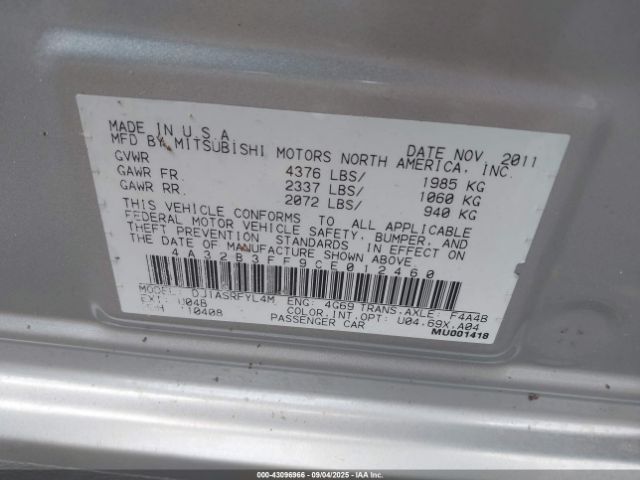 MADE IN U.S.A.
DATE NOV. 2011
MFD BY MITSUBISHI MOTORS NORTH AMERICA, INC.
GVWR 4376 LBS/ 1985 KG
GAWR FR. 2337 LBS/ 1060 KG
GAWR RR. 2072 LBS/ 940 KG
THIS VEHICLE CONFORMS TO ALL APPLICABLE
FEDERAL MOTOR VEHICLE SAFETY, BUMPER, AND
THEFT PREVENTION STANDARDS IN EFFECT ON
THE DATE OF MANUFACTURE SHOWN ABOVE.
4A32B3FF9CE012460
MODEL: DJ1ASRFYL4M ENG: 4G69 TRANS.AXLE: F4A4B
EXT: U04B COLOR.INT.OPT: U04.69X.A04
110408 PASSENGER CAR MU001418
000-43096966 - 09/04/2025 - IAA Inc.